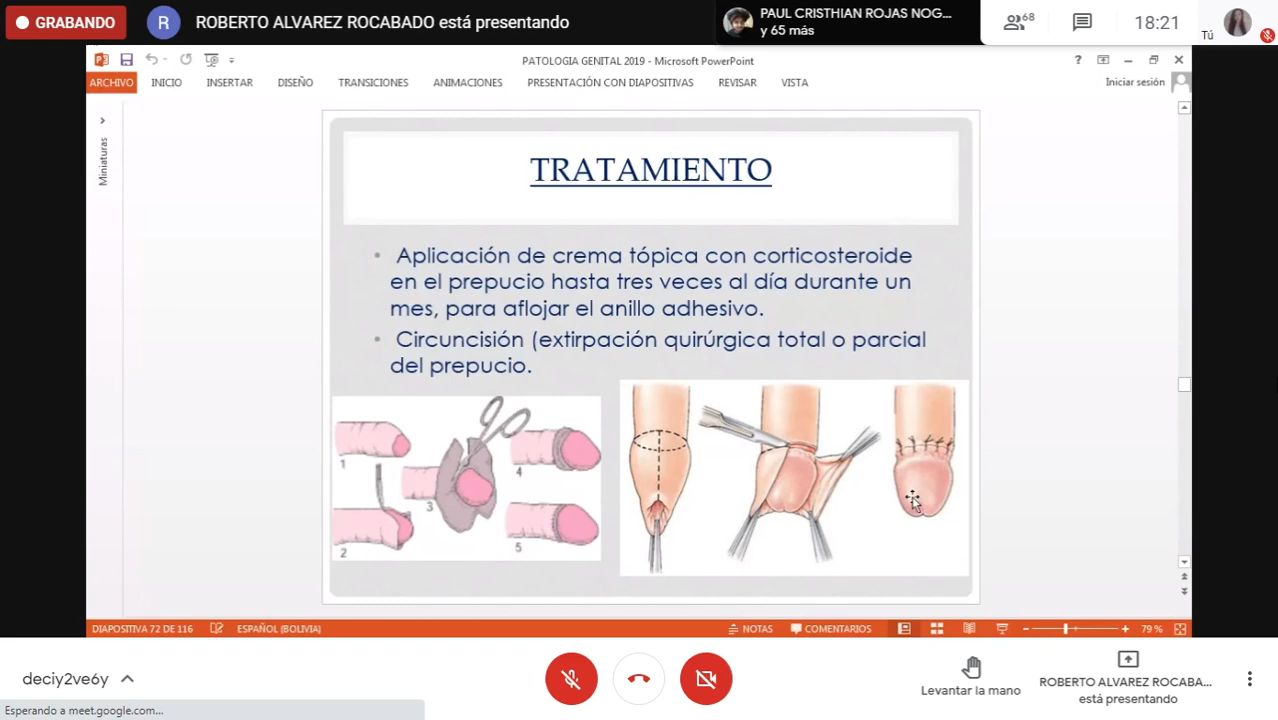 GRABANDO
R
ROBERTO ALVAREZ ROCABADO está presentando
PAUL CRISTHIAN ROJAS NOG...
y 65 más
68
18:21
Tú
PATOLOGIA GENITAL 2019 - Microsoft PowerPoint
ARCHIVO INICIO INSERTAR DISEÑO TRANSICIONES ANIMACIONES PRESENTACIÓN CON DIAPOSITIVAS REVISAR VISTA
Iniciar sesión
Miniaturas
TRATAMIENTO
• Aplicación de crema tópica con corticosteroide
en el prepucio hasta tres veces al día durante un
mes, para aflojar el anillo adhesivo.
• Circuncisión (extirpación quirúrgica total o parcial
del prepucio.
1
2
3
4
5
DIAPOSITIVA 72 DE 116 ESPAÑOL (BOLIVIA) NOTAS COMENTARIOS 79 %
deciy2ve6y
Levantar la mano
ROBERTO ALVAREZ ROCABA...
está presentando
Esperando a meet.google.com...